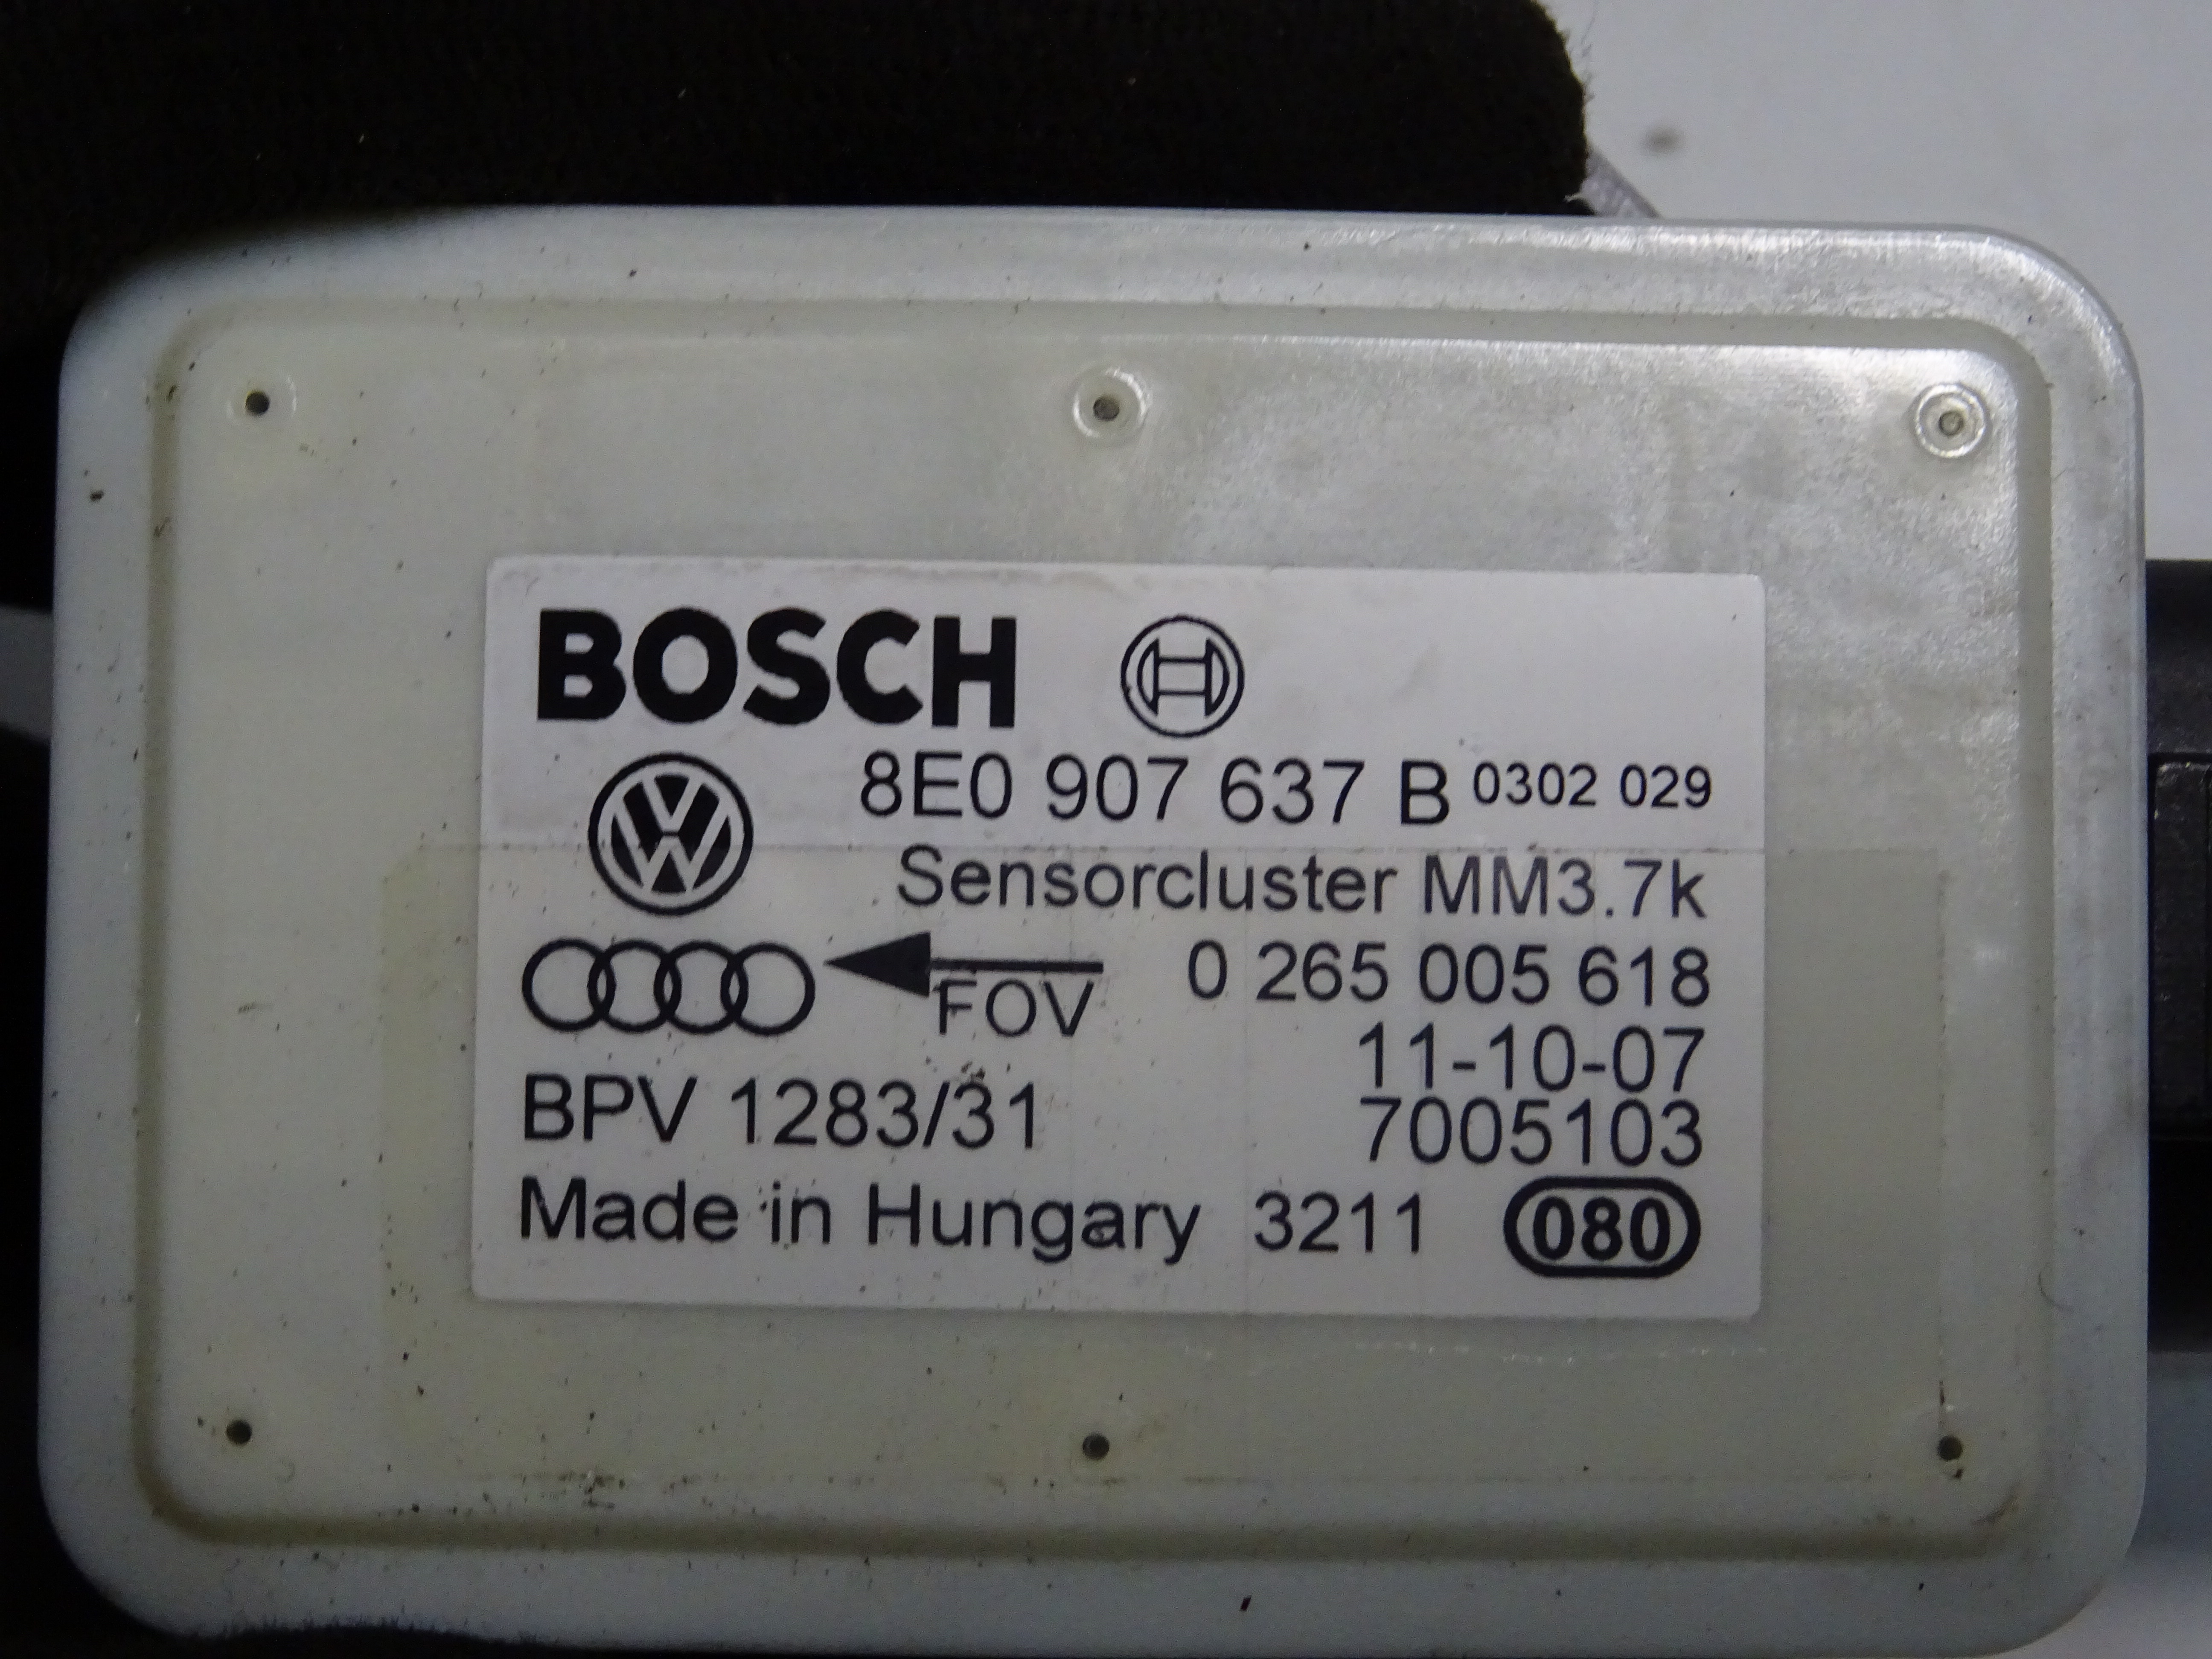 BOSCH
8E0 907 637 B 0302 029
Sensorcluster MM3.7k
0 265 005 618
FOV
11-10-07
BPV 1283/31 7005103
Made in Hungary 3211 080